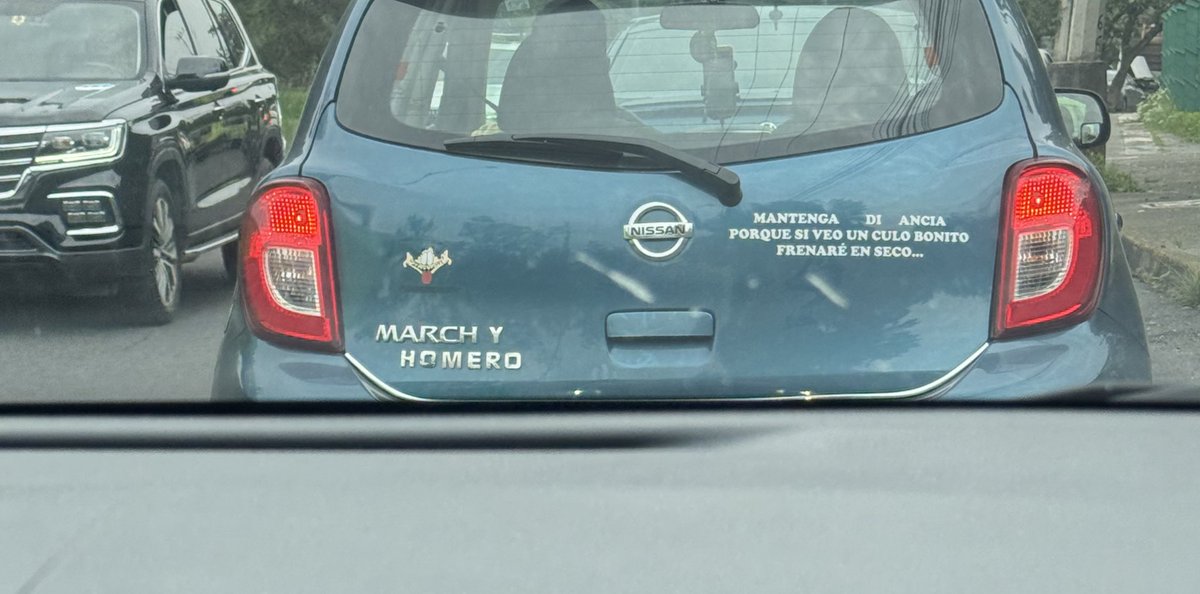 NISSAN
MANTENGA DI ANCIA
PORQUE SI VEO UN CULO BONITO
FRENARÉ EN SECO...
MARCH Y
HOMERO